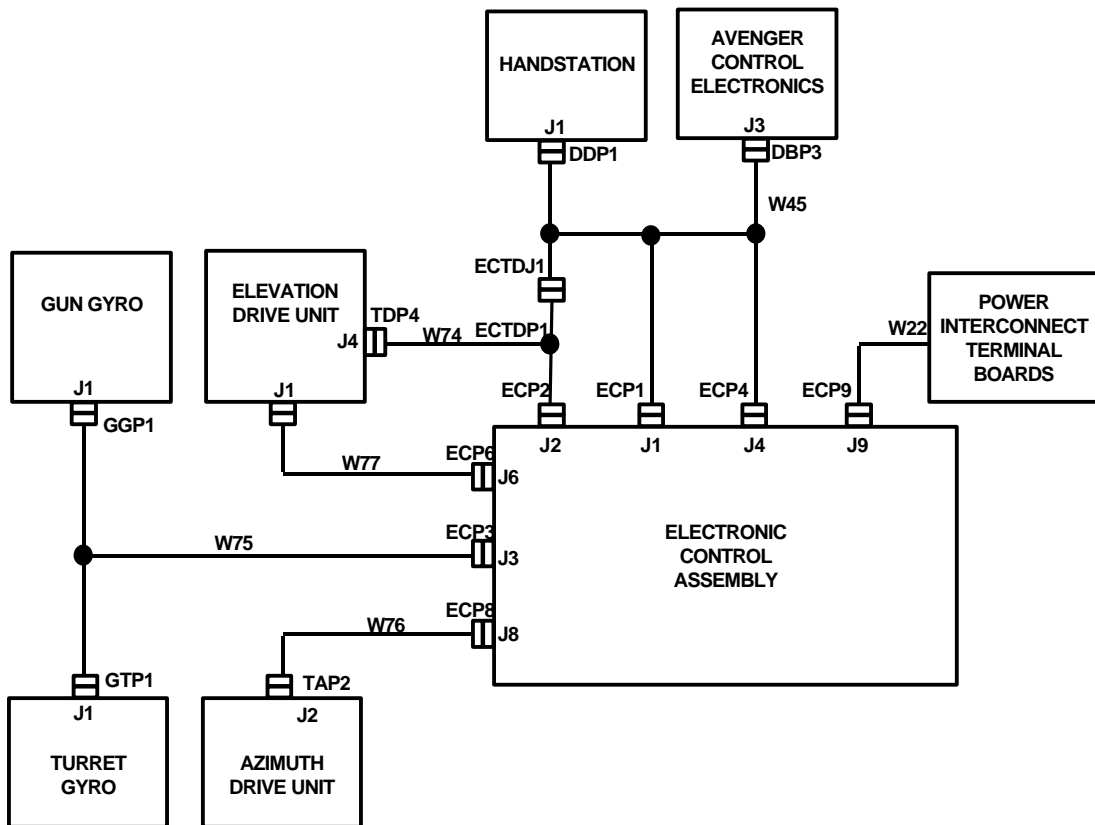 HANDSTATION
J1
DDP1
AVENGER
CONTROL
ELECTRONICS
J3
DBP3
W45
GUN GYRO
J1
GGP1
ELEVATION
DRIVE UNIT
J4
J1
TDP4
W74
ECTDJ1
ECTDP1
W22
POWER
INTERCONNECT
TERMINAL
BOARDS
ECP2
ECP1
ECP4
ECP9
J2
J1
J4
J9
W77
ECP6
J6
W75
ECP3
J3
W76
ECP8
J8
ELECTRONIC
CONTROL
ASSEMBLY
GTP1
J1
TURRET
GYRO
TAP2
J2
AZIMUTH
DRIVE UNIT